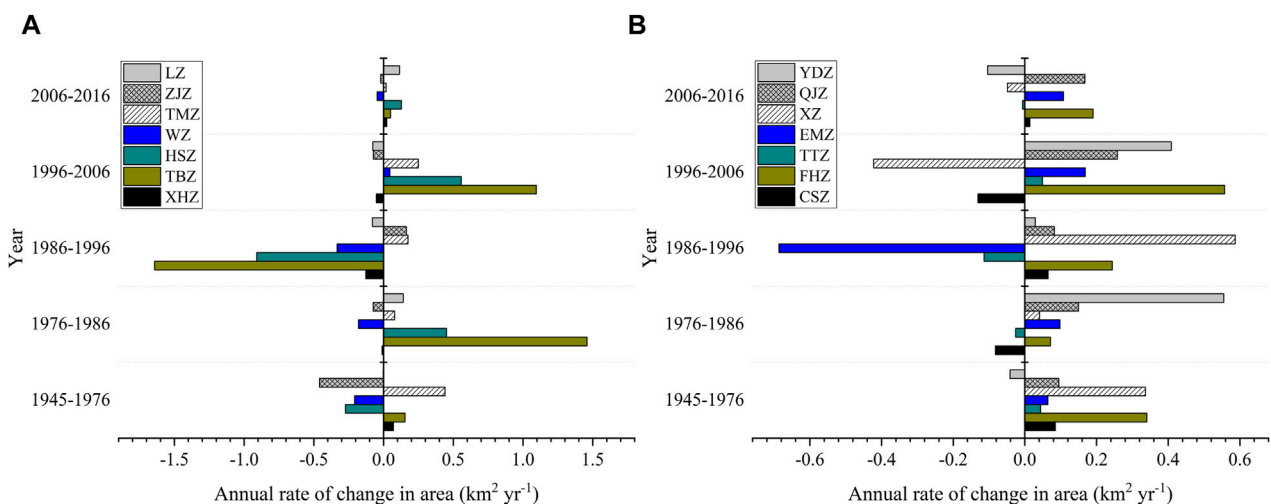 A
LZ
ZJZ
TMZ
WZ
HSZ
TBZ
XHZ
2006-2016
1996-2006
1986-1996
1976-1986
1945-1976
Year
-1.5 -1.0 -0.5 0.0 0.5 1.0 1.5
Annual rate of change in area (km² yr⁻¹)
B
YDZ
QJZ
XZ
EMZ
TTZ
FHZ
CSZ
2006-2016
1996-2006
1986-1996
1976-1986
1945-1976
Year
-0.6 -0.4 -0.2 0.0 0.2 0.4 0.6
Annual rate of change in area (km² yr⁻¹)